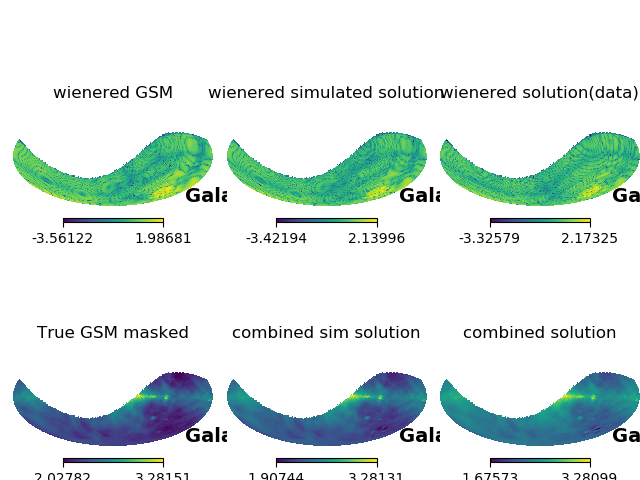 wienered GSM
wienered simulated solution
wienered solution(data)
Gala
Gala
Ga
-3.56122 1.98681
-3.42194 2.13996
-3.32579 2.17325
True GSM masked
combined sim solution
combined solution
Gala
Gala
Ga
2.02782 3.28151
1.90744 3.28131
1.67573 3.28099